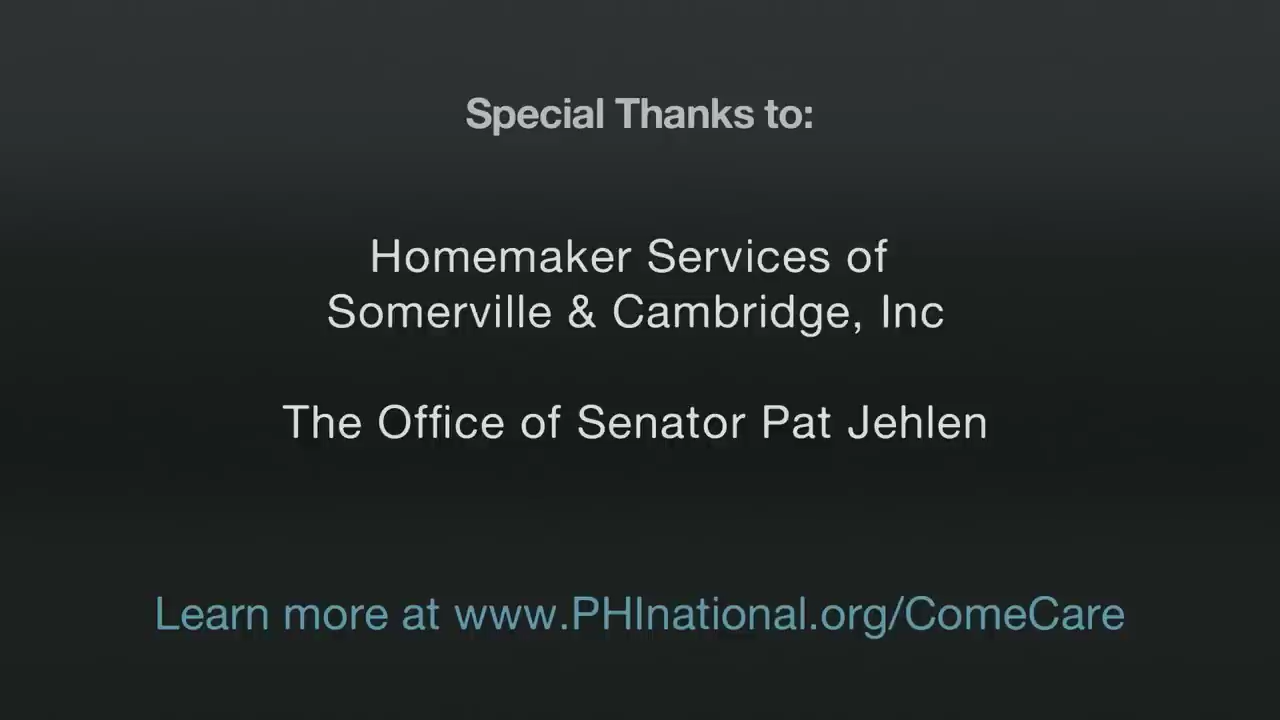 Special Thanks to:
Homemaker Services of
Somerville & Cambridge, Inc
The Office of Senator Pat Jehlen
Learn more at www.PHInational.org/ComeCare